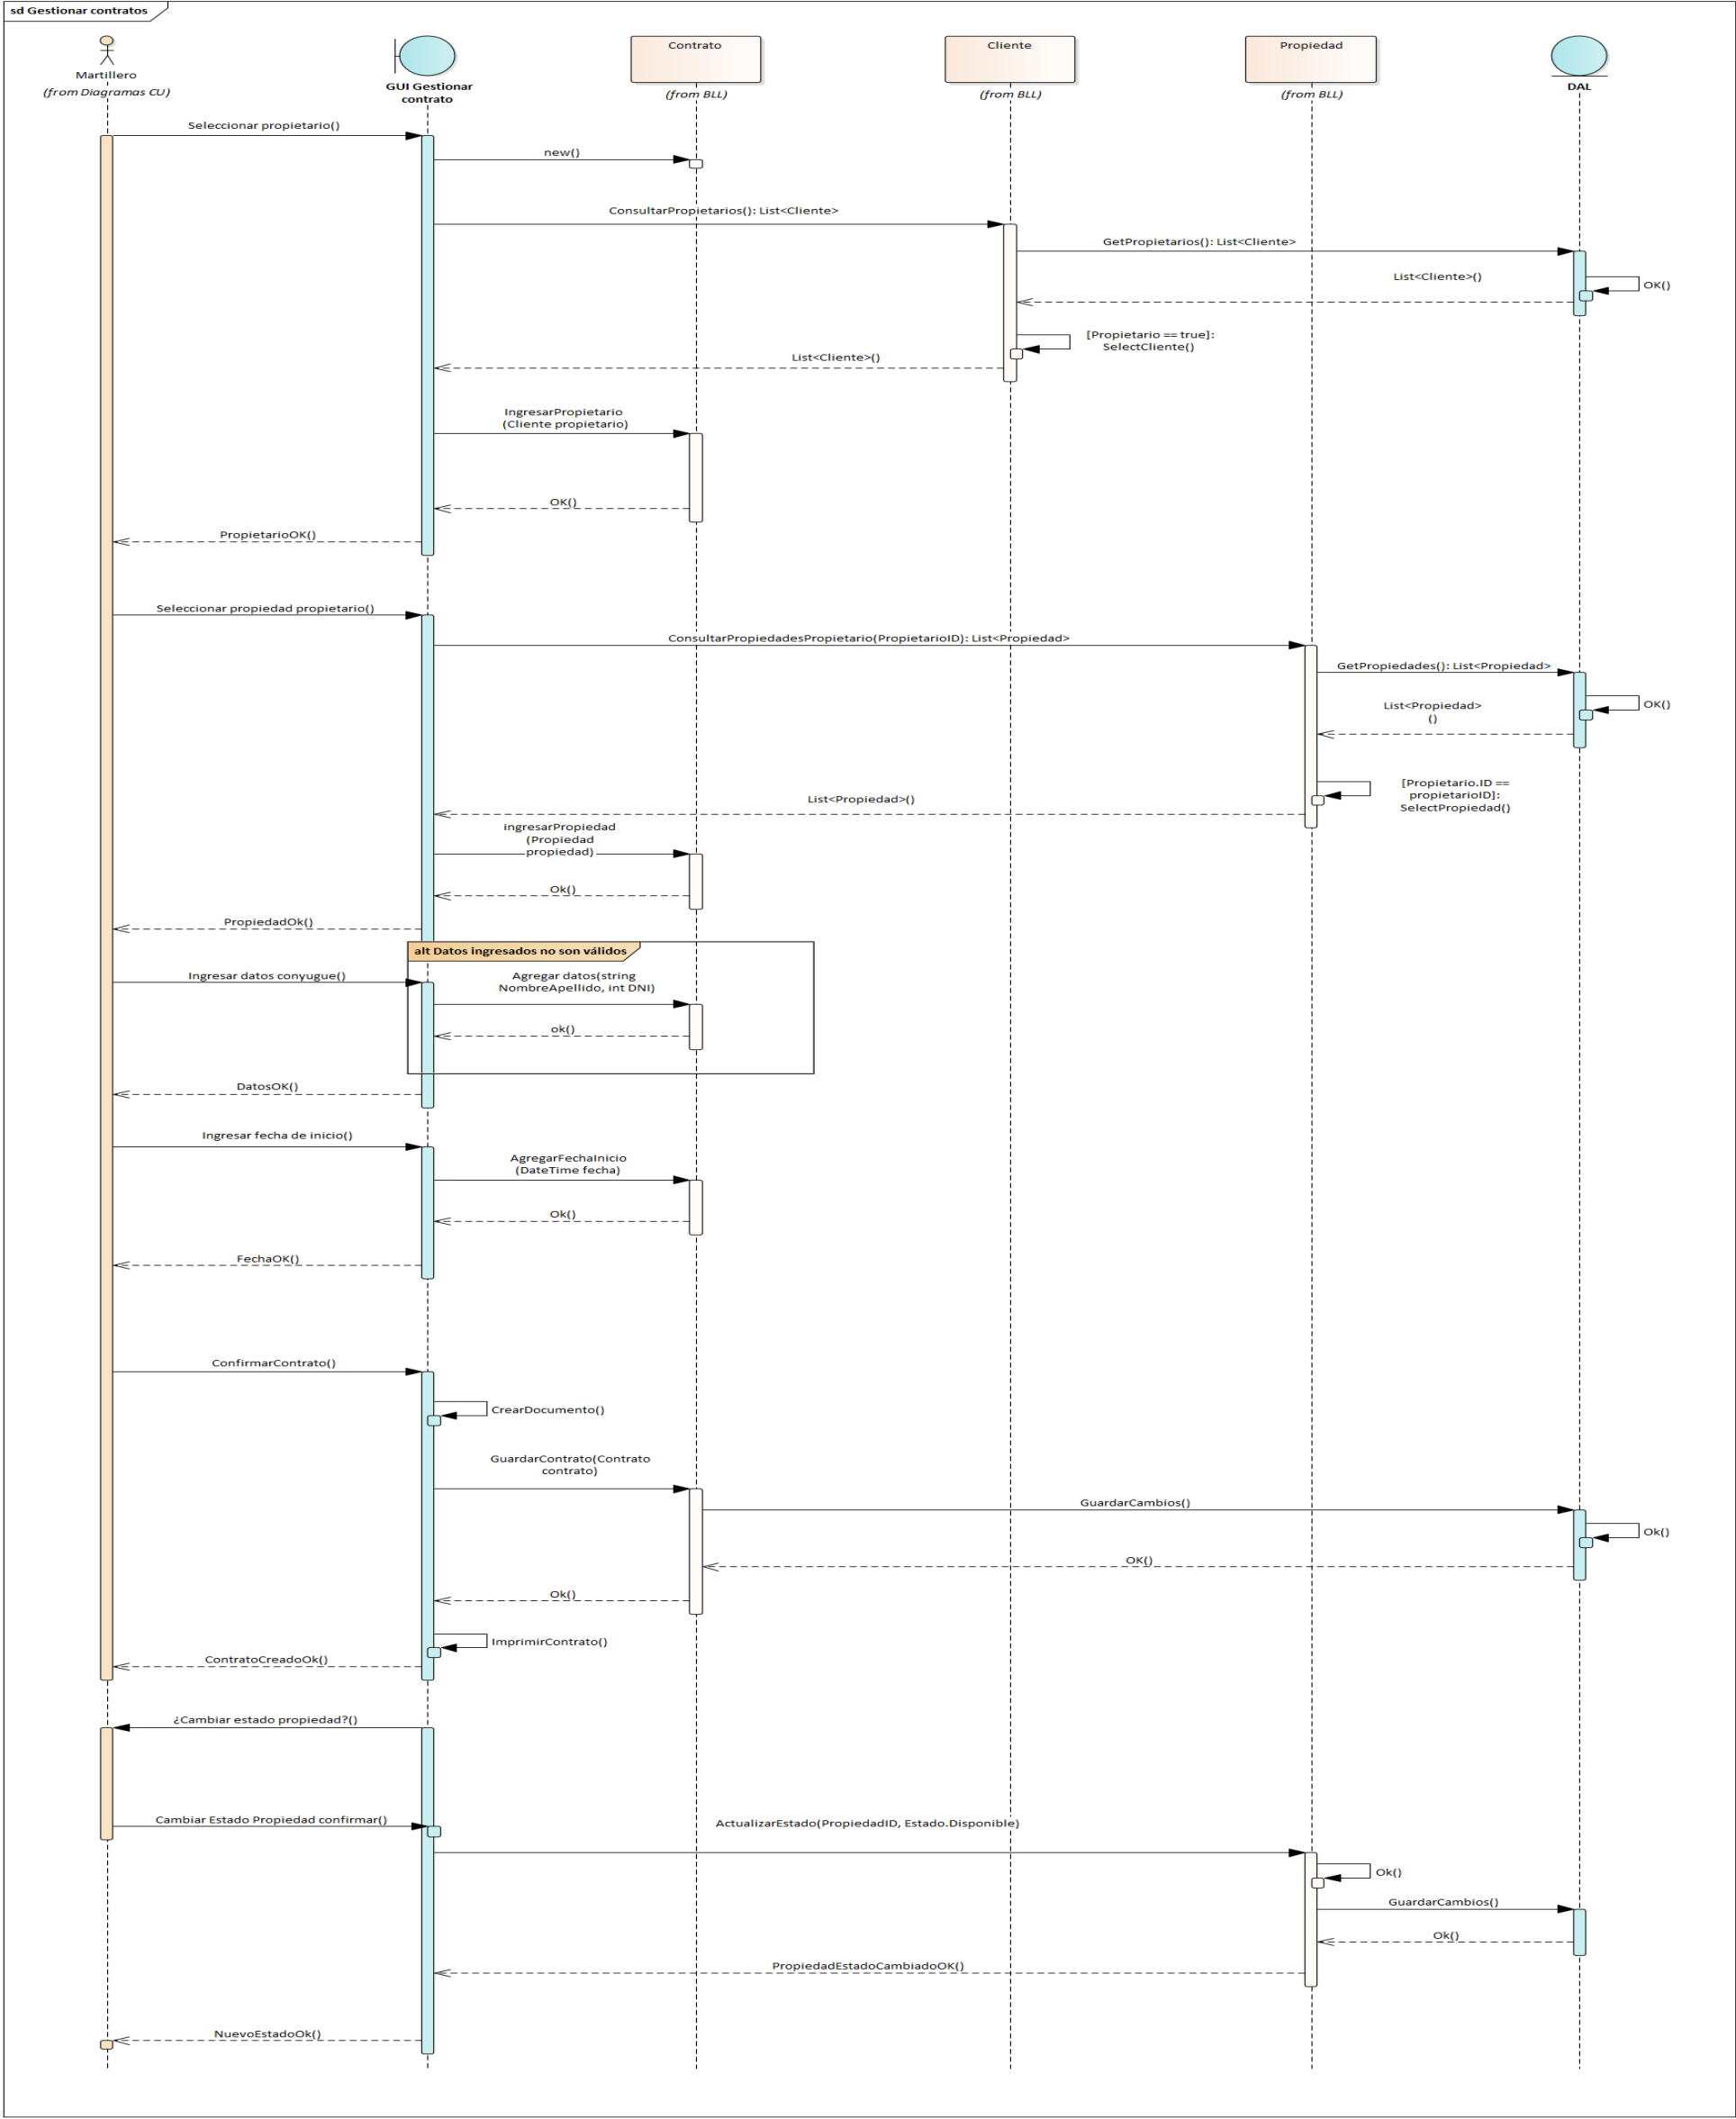 sd Gestionar contratos
Martillero
(from Diagramas CU)
GUI Gestionar
contrato
Contrato
(from BLL)
Cliente
(from BLL)
Propiedad
(from BLL)
DAL
Seleccionar propietario()
new()
ConsultarPropietarios(): List<Cliente>
GetPropietarios(): List<Cliente>
List<Cliente>()
OK()
[Propietario == true]:
SelectCliente()
List<Cliente>()
IngresarPropietario
(Cliente propietario)
OK()
PropietarioOK()
Seleccionar propiedad propietario()
ConsultarPropiedadesPropietario(PropietarioID): List<Propiedad>
GetPropiedades(): List<Propiedad>
OK()
List<Propiedad>
()
[Propietario.ID ==
propietarioID]:
SelectPropiedad()
List<Propiedad>()
ingresarPropiedad
(Propiedad
propiedad)
Ok()
PropiedadOk()
alt Datos ingresados no son válidos
Ingresar datos conyugue()
Agregar datos(string
NombreApellido, int DNI)
ok()
DatosOK()
Ingresar fecha de inicio()
AgregarFechaInicio
(DateTime fecha)
Ok()
FechaOK()
ConfirmarContrato()
CrearDocumento()
GuardarContrato(Contrato
contrato)
GuardarCambios()
Ok()
OK()
Ok()
ImprimirContrato()
ContratoCreadoOk()
¿Cambiar estado propiedad?()
Cambiar Estado Propiedad confirmar()
ActualizarEstado(PropiedadID, Estado.Disponible)
Ok()
GuardarCambios()
Ok()
PropiedadEstadoCambiadoOK()
NuevoEstadoOk()